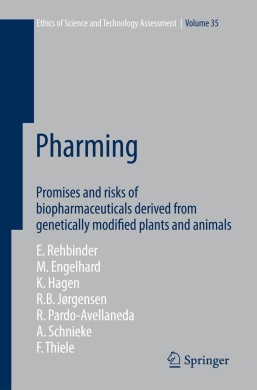 Ethics of Science and Technology Assessment | Volume 35
Pharming
Promises and risks of
biopharmaceuticals derived from
genetically modified plants and animals
E. Rehbinder
M. Engelhard
K. Hagen
R.B. Jørgensen
R. Pardo-Avellaneda
A. Schnieke
F. Thiele
Springer